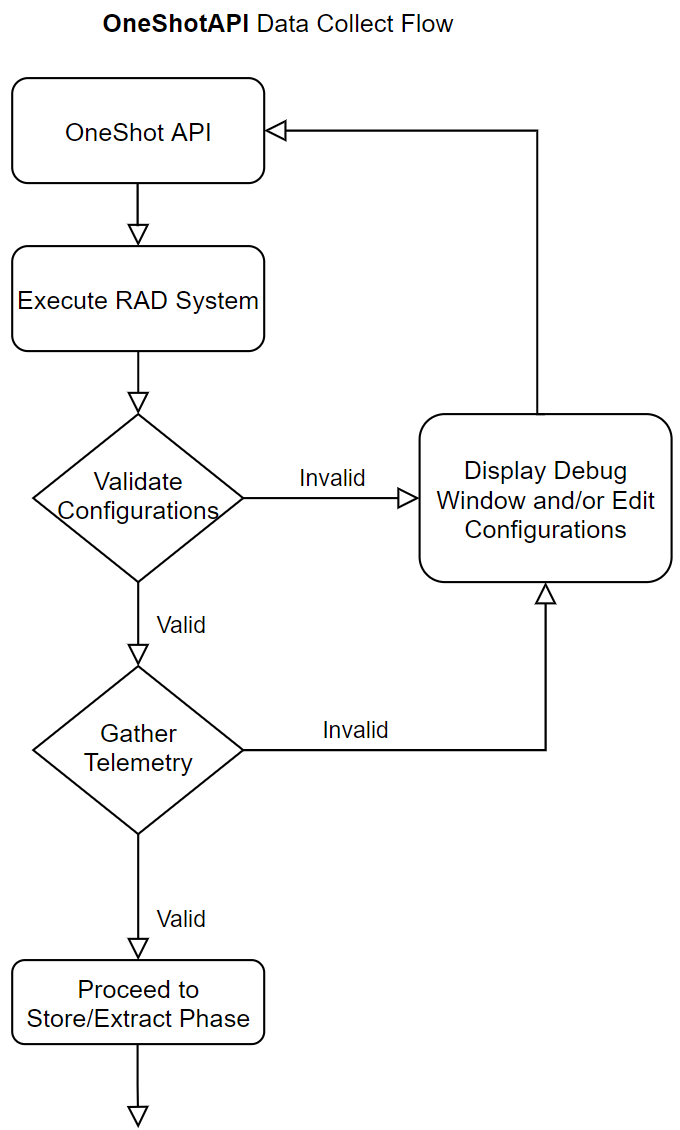 OneShotAPI Data Collect Flow
OneShot API
Execute RAD System
Validate
Configurations
Invalid
Display Debug
Window and/or Edit
Configurations
Valid
Gather
Telemetry
Invalid
Valid
Proceed to
Store/Extract Phase